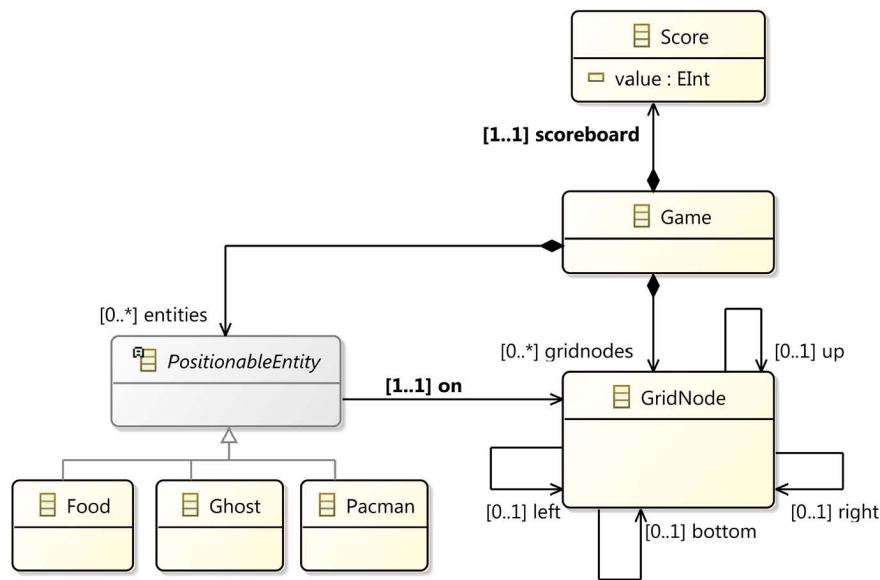 Score
value : EInt
[1..1] scoreboard
Game
[0..*] entities
[0..*] gridnodes
[0..1] up
PositionableEntity
[1..1] on
GridNode
Food
Ghost
Pacman
[0..1] left
[0..1] right
[0..1] bottom